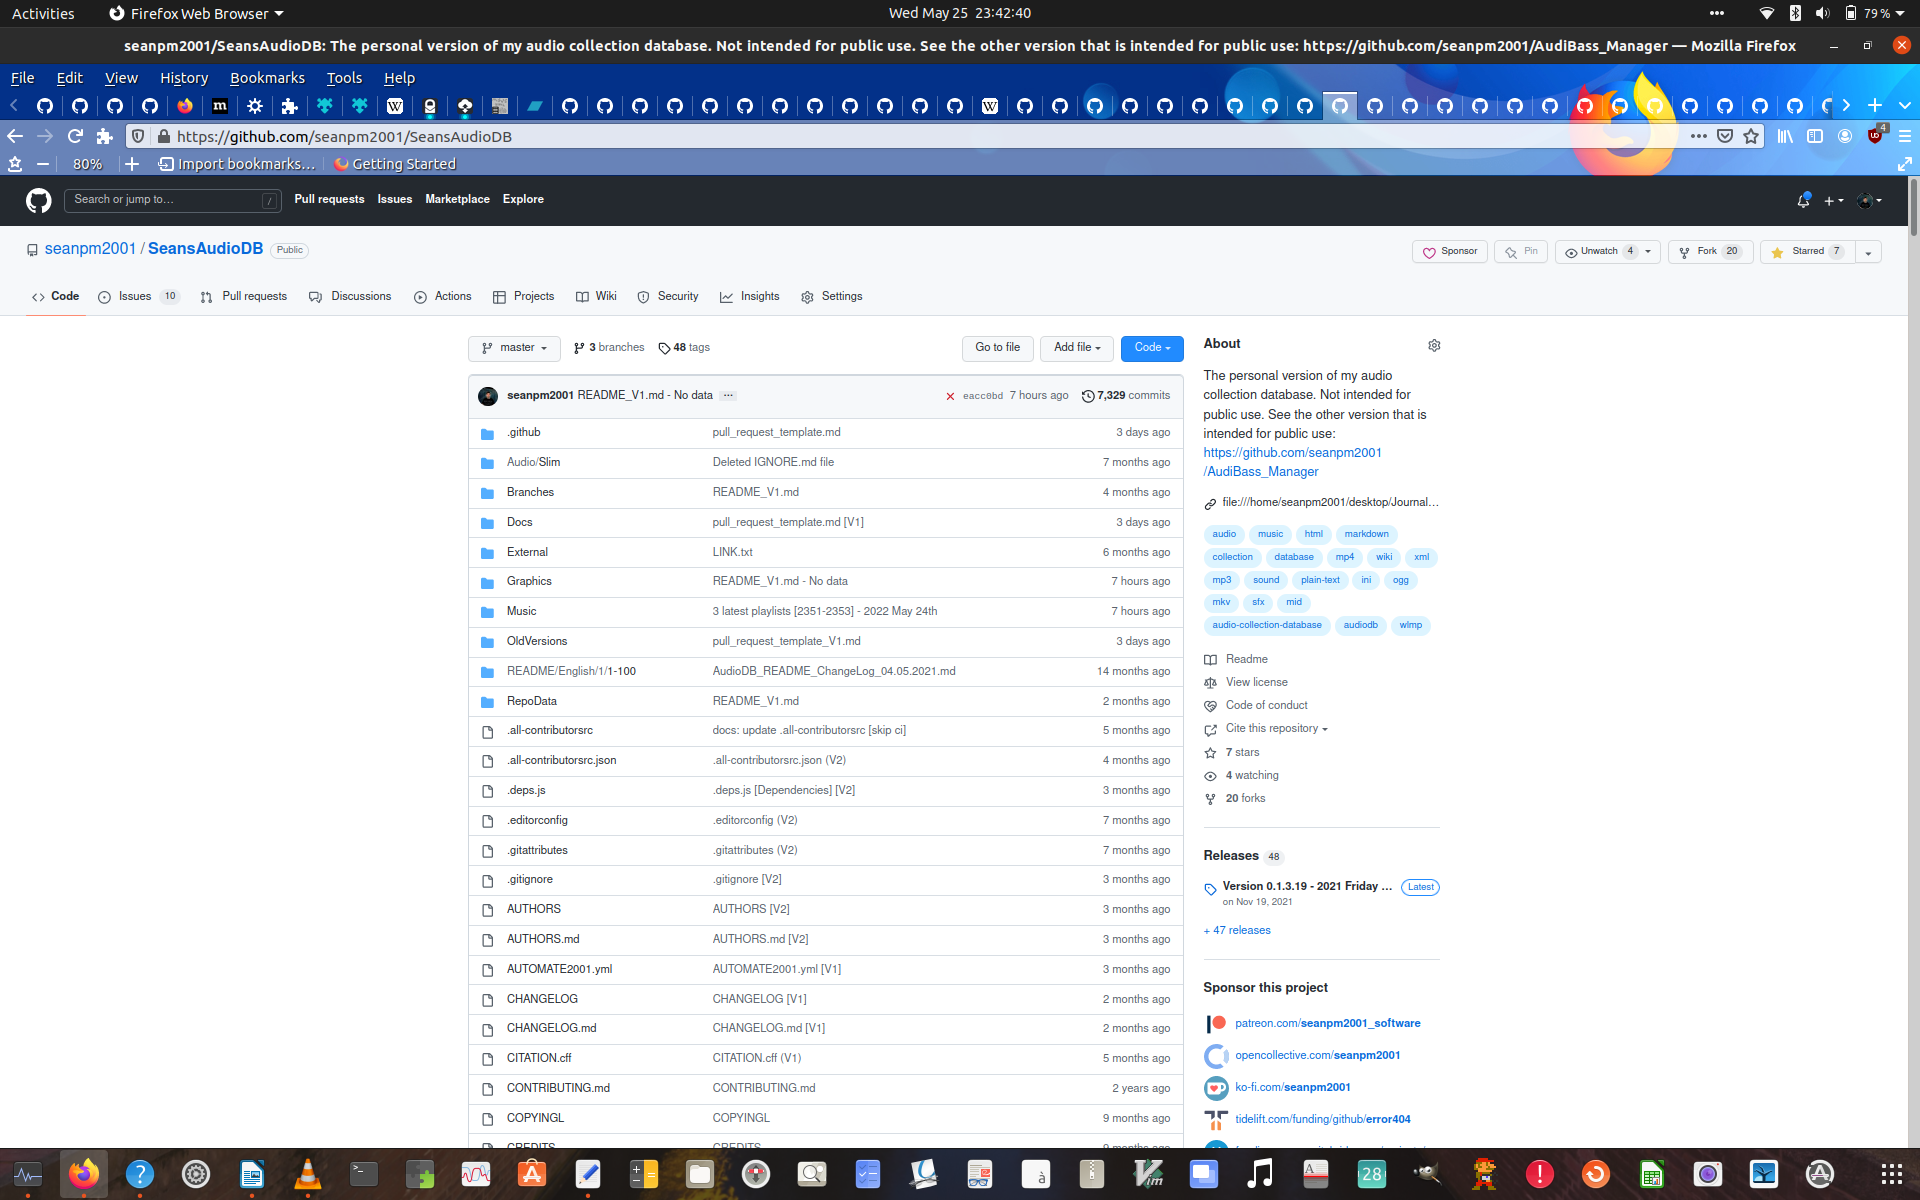 Activities
Firefox Web Browser
Wed May 25 23:42:40
79 %
seanpm2001/SeansAudioDB: The personal version of my audio collection database. Not intended for public use. See the other version that is intended for public use: https://github.com/seanpm2001/AudiBass_Manager — Mozilla Firefox
File Edit View History Bookmarks Tools Help
https://github.com/seanpm2001/SeansAudioDB
4
80% Import bookmarks... Getting Started
Search or jump to... /
Pull requests Issues Marketplace Explore
seanpm2001 / SeansAudioDB Public
Sponsor Pin Unwatch 4 Fork 20 Starred 7
Code Issues 10 Pull requests Discussions Actions Projects Wiki Security Insights Settings
master 3 branches 48 tags Go to file Add file Code
seanpm2001 README_V1.md - No data ... eacc0bd 7 hours ago 7,329 commits
.github pull_request_template.md 3 days ago
Audio/Slim Deleted IGNORE.md file 7 months ago
Branches README_V1.md 4 months ago
Docs pull_request_template.md [V1] 3 days ago
External LINK.txt 6 months ago
Graphics README_V1.md - No data 7 hours ago
Music 3 latest playlists [2351-2353] - 2022 May 24th 7 hours ago
OldVersions pull_request_template_V1.md 3 days ago
README/English/1/1-100 AudioDB_README_ChangeLog_04.05.2021.md 14 months ago
RepoData README_V1.md 2 months ago
.all-contributorsrc docs: update .all-contributorsrc [skip ci] 5 months ago
.all-contributorsrc.json .all-contributorsrc.json (V2) 4 months ago
.deps.js .deps.js [Dependencies] [V2] 3 months ago
.editorconfig .editorconfig (V2) 7 months ago
.gitattributes .gitattributes (V2) 7 months ago
.gitignore .gitignore [V2] 3 months ago
AUTHORS AUTHORS [V2] 3 months ago
AUTHORS.md AUTHORS.md [V2] 3 months ago
AUTOMATE2001.yml AUTOMATE2001.yml [V1] 3 months ago
CHANGELOG CHANGELOG [V1] 2 months ago
CHANGELOG.md CHANGELOG.md [V1] 2 months ago
CITATION.cff CITATION.cff (V1) 5 months ago
CONTRIBUTING.md CONTRIBUTING.md 2 years ago
COPYINGL COPYINGL 9 months ago
CREDITS CREDITS 9 months ago
About
The personal version of my audio
collection database. Not intended for
public use. See the other version that is
intended for public use:
https://github.com/seanpm2001
/AudiBass_Manager
file:///home/seanpm2001/desktop/Journal...
audio music html markdown
collection database mp4 wiki xml
mp3 sound plain-text ini ogg
mkv sfx mid
audio-collection-database audiodb wlmp
Readme
View license
Code of conduct
Cite this repository
7 stars
4 watching
20 forks
Releases 48
Version 0.1.3.19 - 2021 Friday ... Latest
on Nov 19, 2021
+ 47 releases
Sponsor this project
patreon.com/seanpm2001_software
opencollective.com/seanpm2001
ko-fi.com/seanpm2001
tidelift.com/funding/github/error404
28